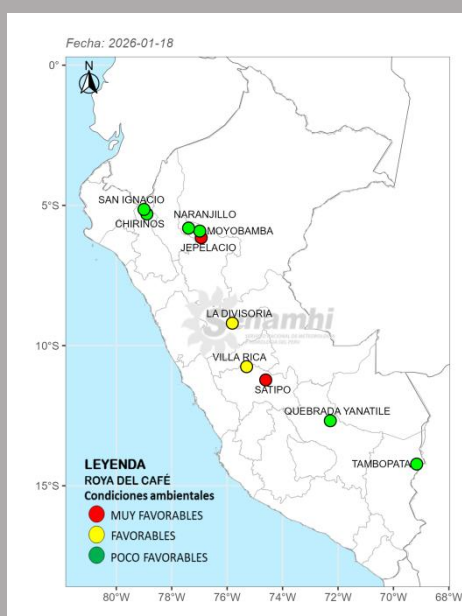 Fecha: 2026-01-18
N
0°
5°S
10°S
15°S
SAN IGNACIO
CHIRINOS
NARANJILLO
MOYOBAMBA
JEPELACIO
LA DIVISORIA
Senamhi
VILLA RICA
SATIPO
QUEBRADA YANATILE
TAMBOPATA
LEYENDA
ROYA DEL CAFÉ
Condiciones ambientales
MUY FAVORABLES
FAVORABLES
POCO FAVORABLES
80°W 78°W 76°W 74°W 72°W 70°W 68°W